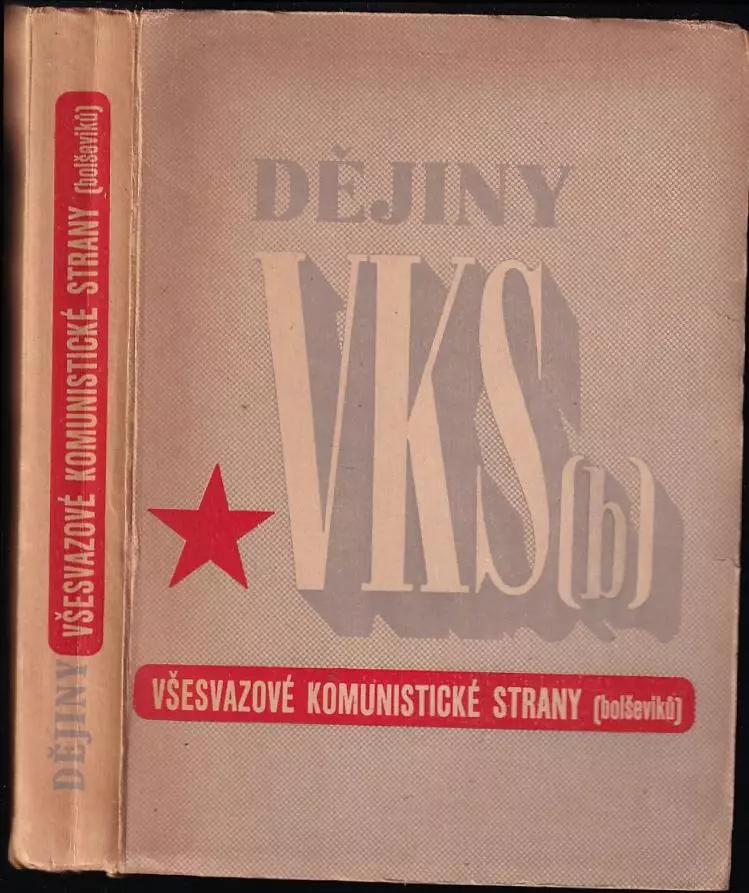 DĚJINY VŠESVAZOVÉ KOMUNISTICKÉ STRANY (bolševiků)
DĚJINY
VKS(b)
VŠESVAZOVÉ KOMUNISTICKÉ STRANY (bolševiků)